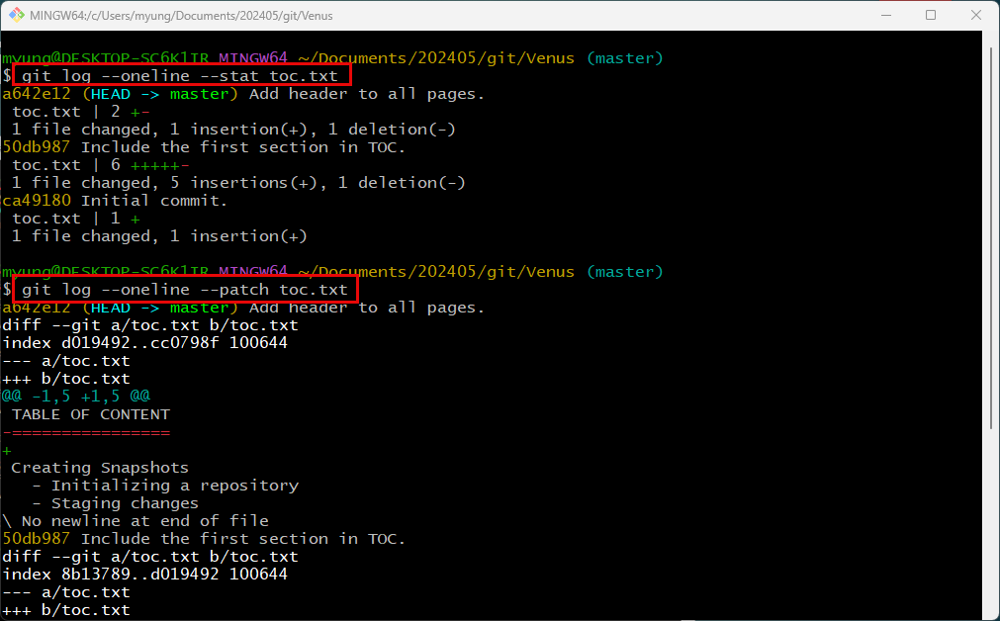 MINGW64:/c/Users/myung/Documents/202405/git/Venus
myung@DESKTOP-SC6K1TR MINGW64 ~/Documents/202405/git/Venus (master)
$ git log --oneline --stat toc.txt
a642e12 (HEAD -> master) Add header to all pages.
 toc.txt | 2 +-
 1 file changed, 1 insertion(+), 1 deletion(-)
50db987 Include the first section in TOC.
 toc.txt | 6 +++++-
 1 file changed, 5 insertions(+), 1 deletion(-)
ca49180 Initial commit.
 toc.txt | 1 +
 1 file changed, 1 insertion(+)
myung@DESKTOP-SC6K1TR MINGW64 ~/Documents/202405/git/Venus (master)
$ git log --oneline --patch toc.txt
a642e12 (HEAD -> master) Add header to all pages.
diff --git a/toc.txt b/toc.txt
index d019492..cc0798f 100644
--- a/toc.txt
+++ b/toc.txt
@@ -1,5 +1,5 @@
 TABLE OF CONTENT
-================
+
 Creating Snapshots
   - Initializing a repository
   - Staging changes
\ No newline at end of file
50db987 Include the first section in TOC.
diff --git a/toc.txt b/toc.txt
index 8b13789..d019492 100644
--- a/toc.txt
+++ b/toc.txt